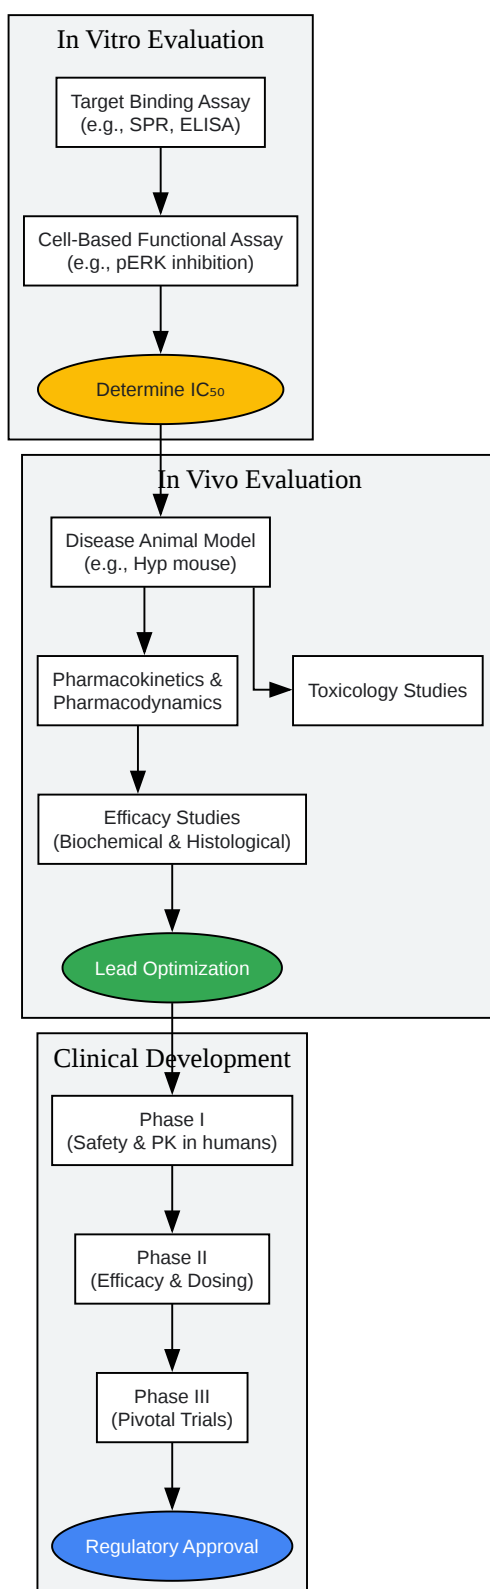 In Vitro Evaluation
Target Binding Assay
(e.g., SPR, ELISA)
Cell-Based Functional Assay
(e.g., pERK inhibition)
Determine IC₅₀
In Vivo Evaluation
Disease Animal Model
(e.g., Hyp mouse)
Pharmacokinetics &
Pharmacodynamics
Toxicology Studies
Efficacy Studies
(Biochemical & Histological)
Lead Optimization
Clinical Development
Phase I
(Safety & PK in humans)
Phase II
(Efficacy & Dosing)
Phase III
(Pivotal Trials)
Regulatory Approval